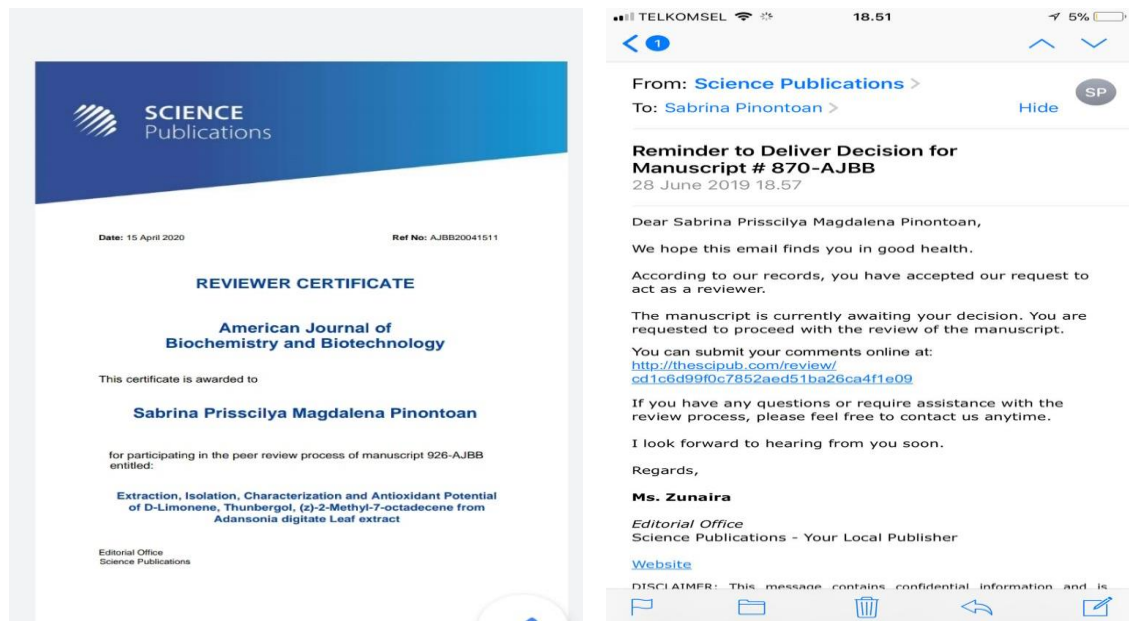 SCIENCE
Publications
Date: 15 April 2020 Ref No: AJBB20041511
REVIEWER CERTIFICATE
American Journal of
Biochemistry and Biotechnology
This certificate is awarded to
Sabrina Prisscilya Magdalena Pinontoan
for participating in the peer review process of manuscript 926-AJBB
entitled:
Extraction, Isolation, Characterization and Antioxidant Potential
of D-Limonene, Thunbergol, (z)-2-Methyl-7-octadecene from
Adansonia digitate Leaf extract
Editorial Office
Science Publications
TELKOMSEL 18.51 5%
1
From: Science Publications >
SP
To: Sabrina Pinontoan > Hide
Reminder to Deliver Decision for
Manuscript # 870-AJBB
28 June 2019 18.57
Dear Sabrina Prisscilya Magdalena Pinontoan,
We hope this email finds you in good health.
According to our records, you have accepted our request to
act as a reviewer.
The manuscript is currently awaiting your decision. You are
requested to proceed with the review of the manuscript.
You can submit your comments online at:
http://thescipub.com/review/
cd1c6d99f0c7852aed51ba26ca4f1e09
If you have any questions or require assistance with the
review process, please feel free to contact us anytime.
I look forward to hearing from you soon.
Regards,
Ms. Zunaira
Editorial Office
Science Publications - Your Local Publisher
Website
DISCLAIMER: This message contains confidential information and is